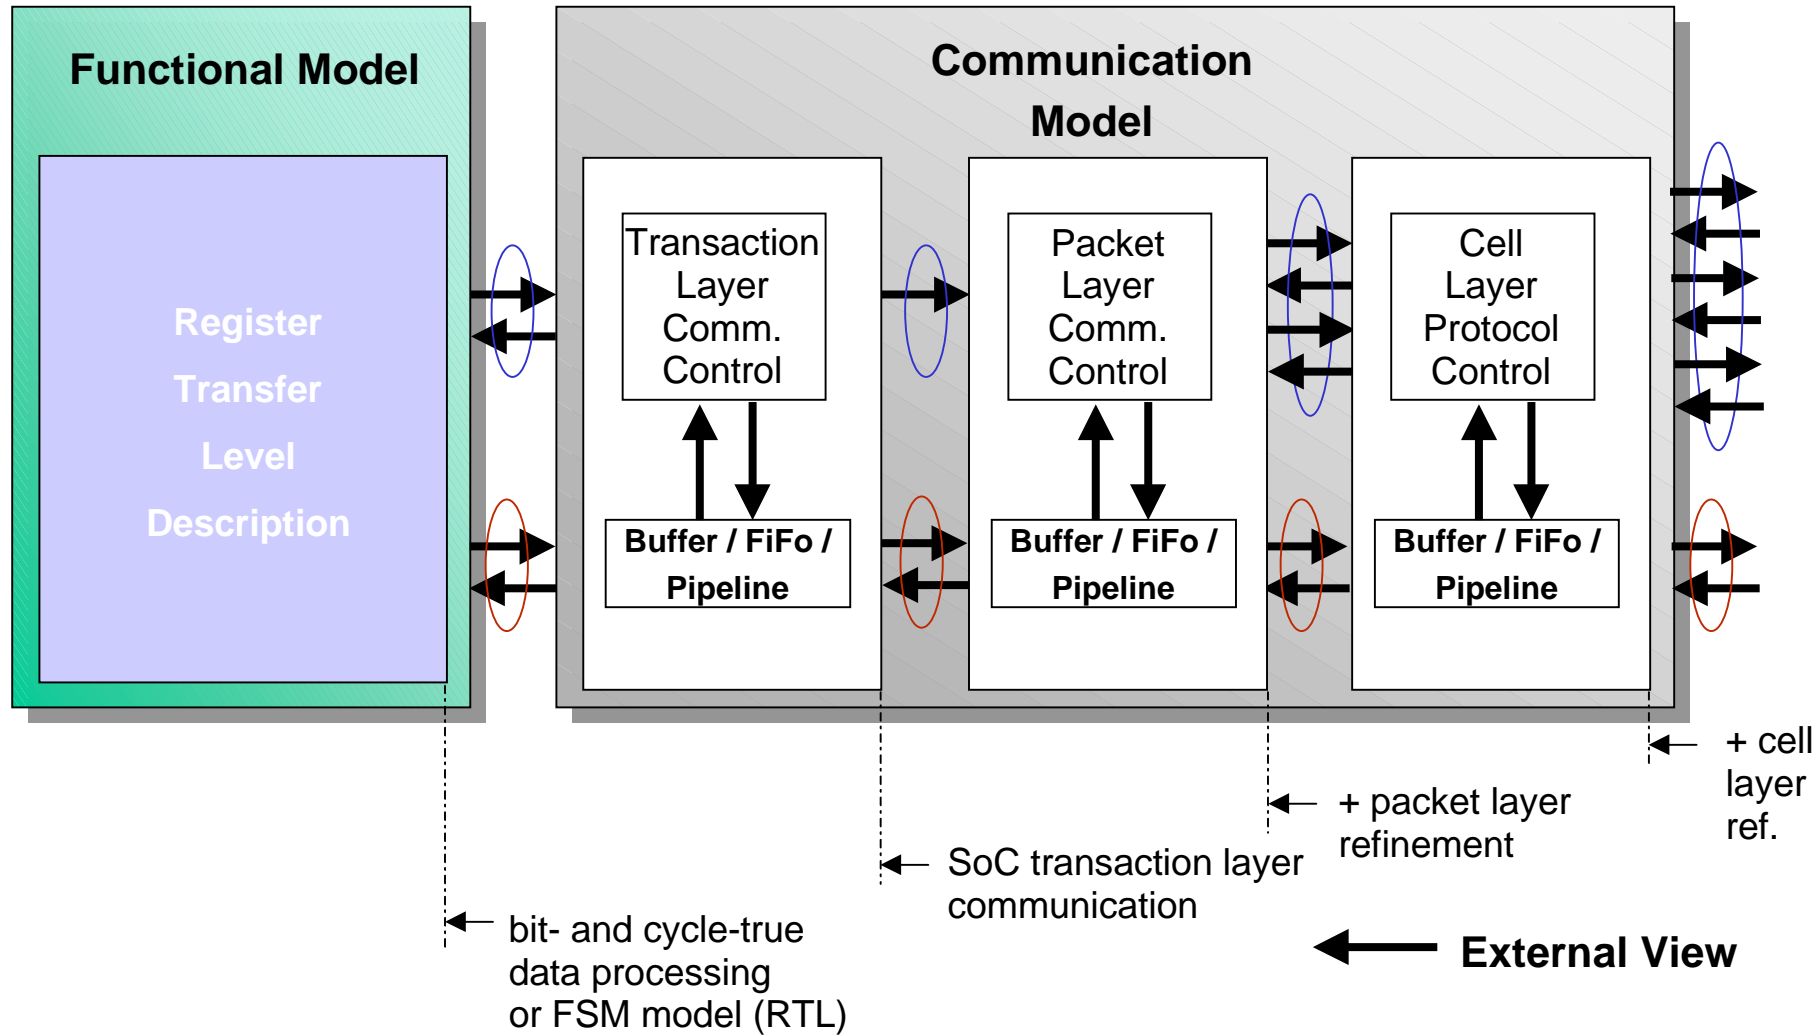 Functional Model
Communication
Model
Register
Transfer
Level
Description
Transaction
Layer
Comm.
Control
Buffer / FiFo /
Pipeline
Packet
Layer
Comm.
Control
Buffer / FiFo /
Pipeline
Cell
Layer
Protocol
Control
Buffer / FiFo /
Pipeline
+ cell
layer
ref.
+ packet layer
refinement
SoC transaction layer
communication
bit- and cycle-true
data processing
or FSM model (RTL)
External View